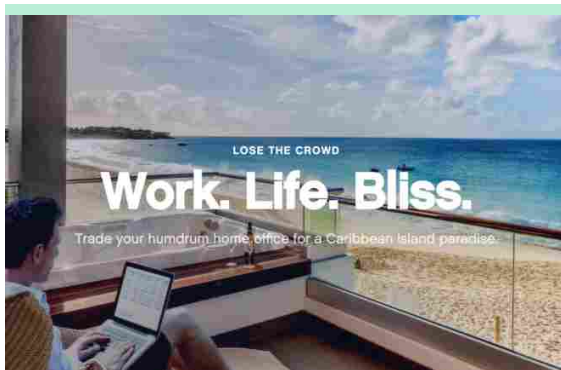 LOSE THE CROWD
Work. Life. Bliss.
Trade your humdrum home office for a Caribbean Island paradise.